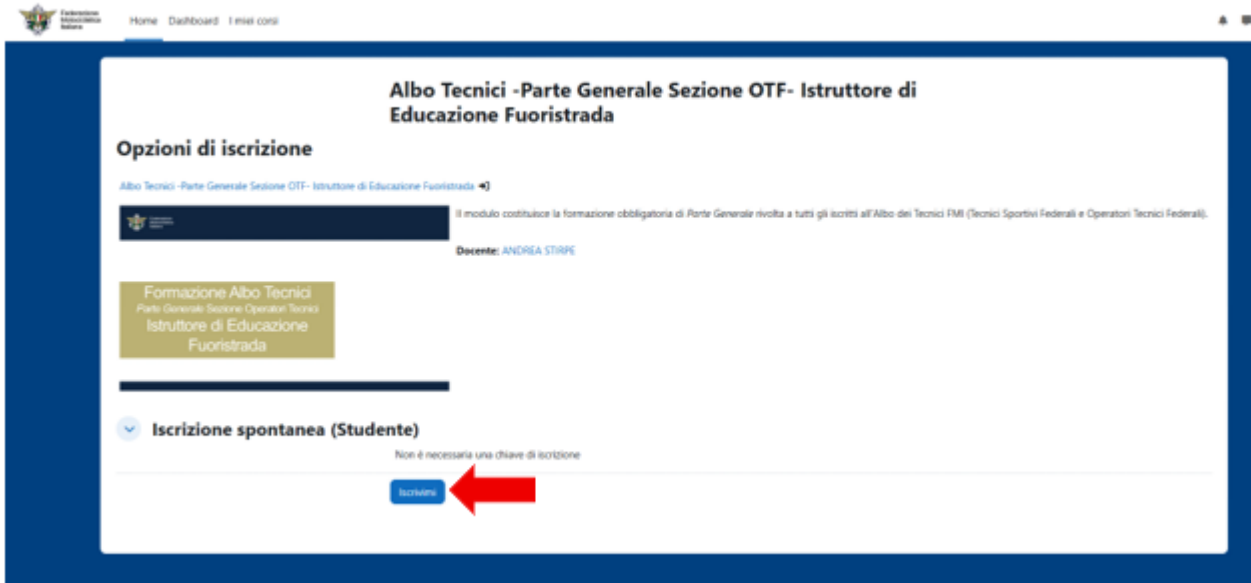 Federazione
Motociclistica
Italiana
Home Dashboard I miei corsi
Albo Tecnici -Parte Generale Sezione OTF- Istruttore di
Educazione Fuoristrada
Opzioni di iscrizione
Albo Tecnici -Parte Generale Sezione OTF- Istruttore di Educazione Fuoristrada
Il modulo costituisce la formazione obbligatoria di Parte Generale rivolta a tutti gli iscritti all'Albo dei Tecnici FMI (Tecnici Sportivi Federali e Operatori Tecnici Federali).
Docente: ANDREA STIRPE
Formazione Albo Tecnici
Parte Generale Sezione Operatori Tecnici
Istruttore di Educazione
Fuoristrada
Iscrizione spontanea (Studente)
Non è necessaria una chiave di iscrizione
Iscrivimi